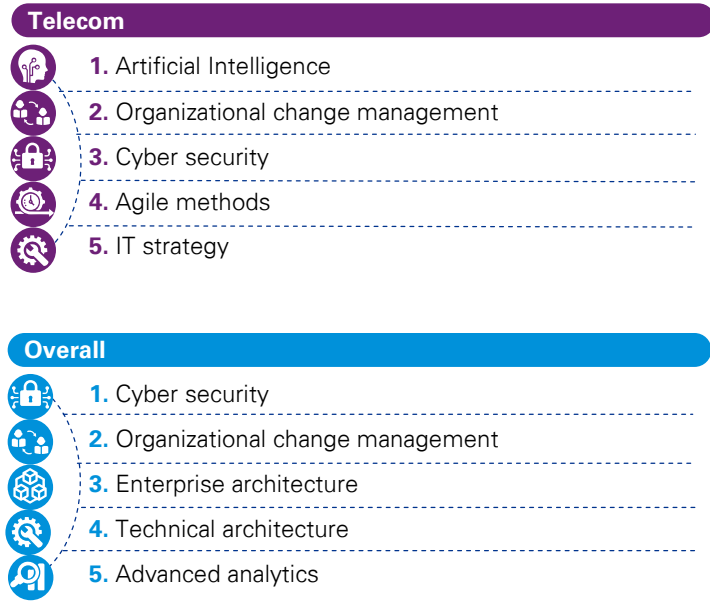 Telecom
1. Artificial Intelligence
2. Organizational change management
3. Cyber security
4. Agile methods
5. IT strategy
Overall
1. Cyber security
2. Organizational change management
3. Enterprise architecture
4. Technical architecture
5. Advanced analytics